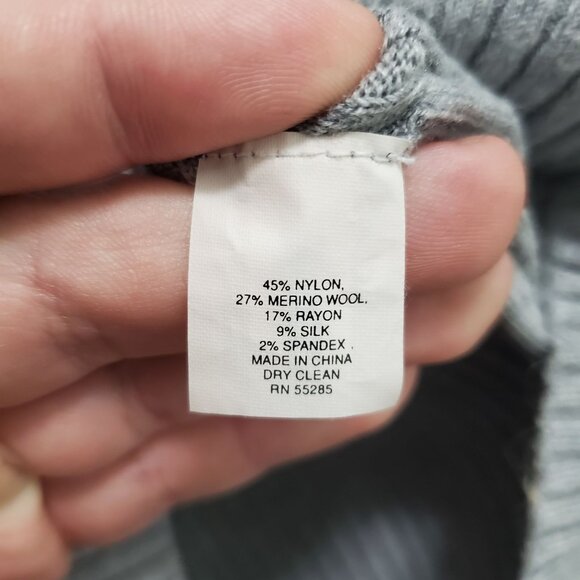 45% NYLON,
27% MERINO WOOL,
17% RAYON
9% SILK
2% SPANDEX .
MADE IN CHINA
DRY CLEAN
RN 55285